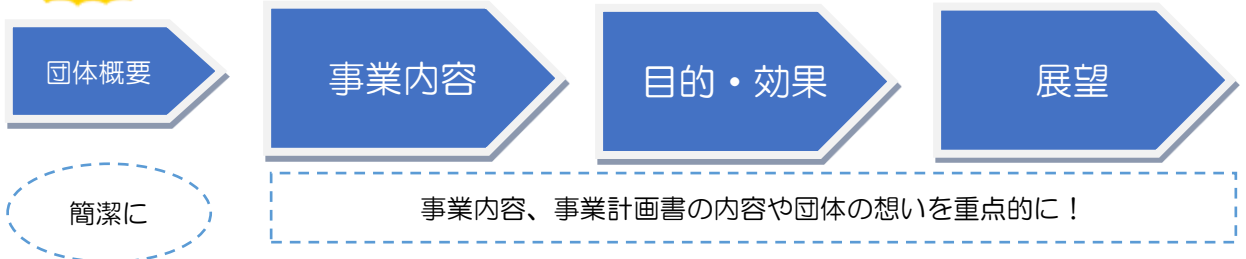 団体概要
事業内容
目的・効果
展望
簡潔に
事業内容、事業計画書の内容や団体の想いを重点的に！